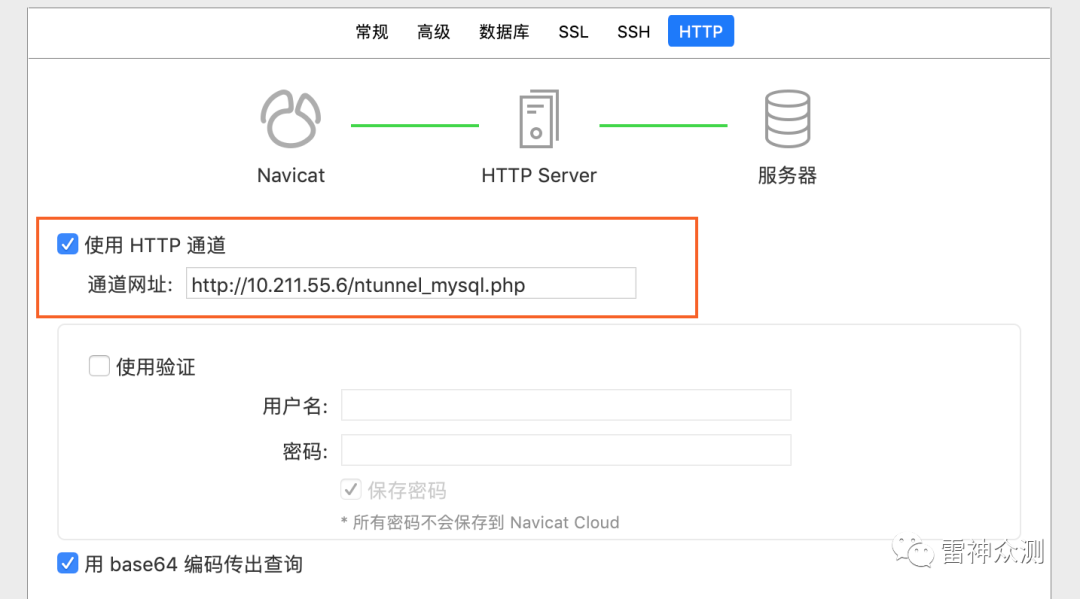 常规 高级 数据库 SSL SSH HTTP
Navicat HTTP Server 服务器
使用 HTTP 通道
通道网址: http://10.211.55.6/ntunnel_mysql.php
使用验证
用户名:
密码:
保存密码
* 所有密码不会保存到 Navicat Cloud
用 base64 编码传出查询
雷神众测